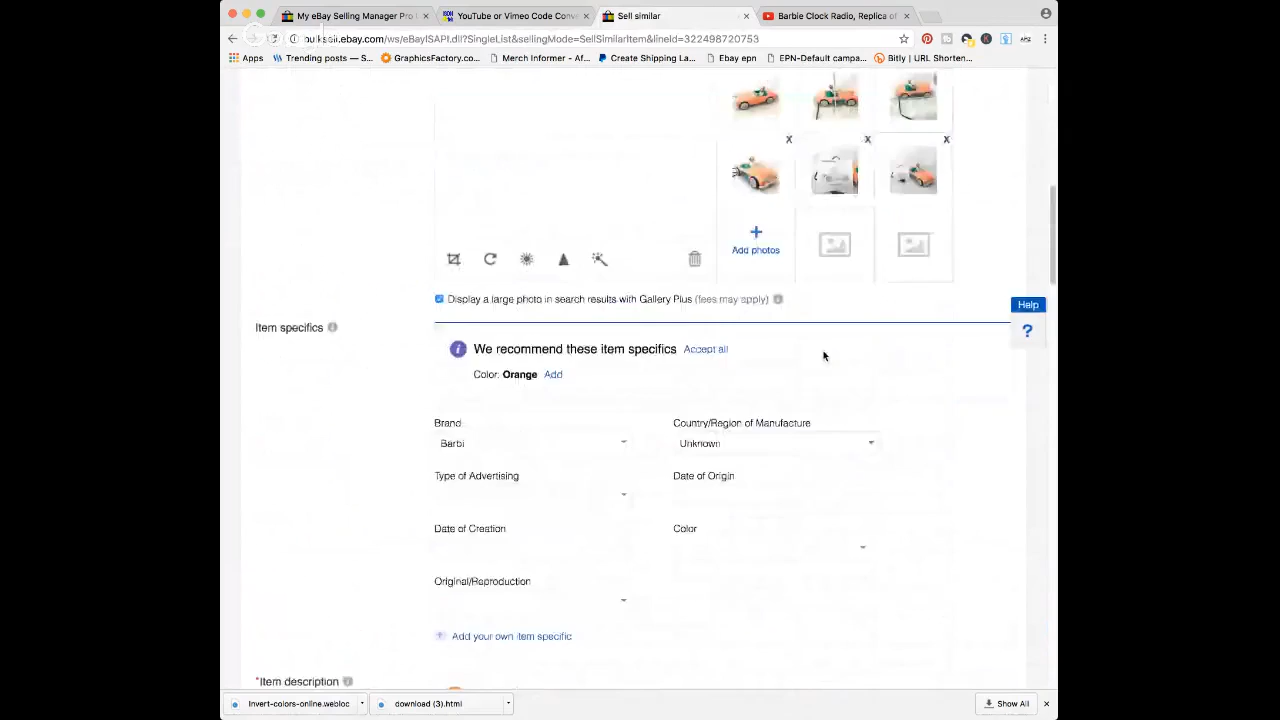 My eBay Selling Manager Pro
YouTube or Vimeo Code Conv
Sell similar
Barbie Clock Radio, Replica of
.ebay.com/ws/eBayISAPI.dll?SingleList&sellingMode=SellSimilarItem&lineId=322498720753
Apps
Trending posts — S...
GraphicsFactory.co...
Merch Informer - Af...
Create Shipping La...
Ebay epn
EPN-Default campa...
Bitly | URL Shorten...
X
X
X
+
Add photos
Display a large photo in search results with Gallery Plus (fees may apply)
Help
?
Item specifics
We recommend these item specifics Accept all
Color: Orange Add
Brand
Country/Region of Manufacture
Barbi
Unknown
Type of Advertising
Date of Origin
Date of Creation
Color
Original/Reproduction
Add your own item specific
*Item description
Invert-colors-online.webloc
download (3).html
Show All